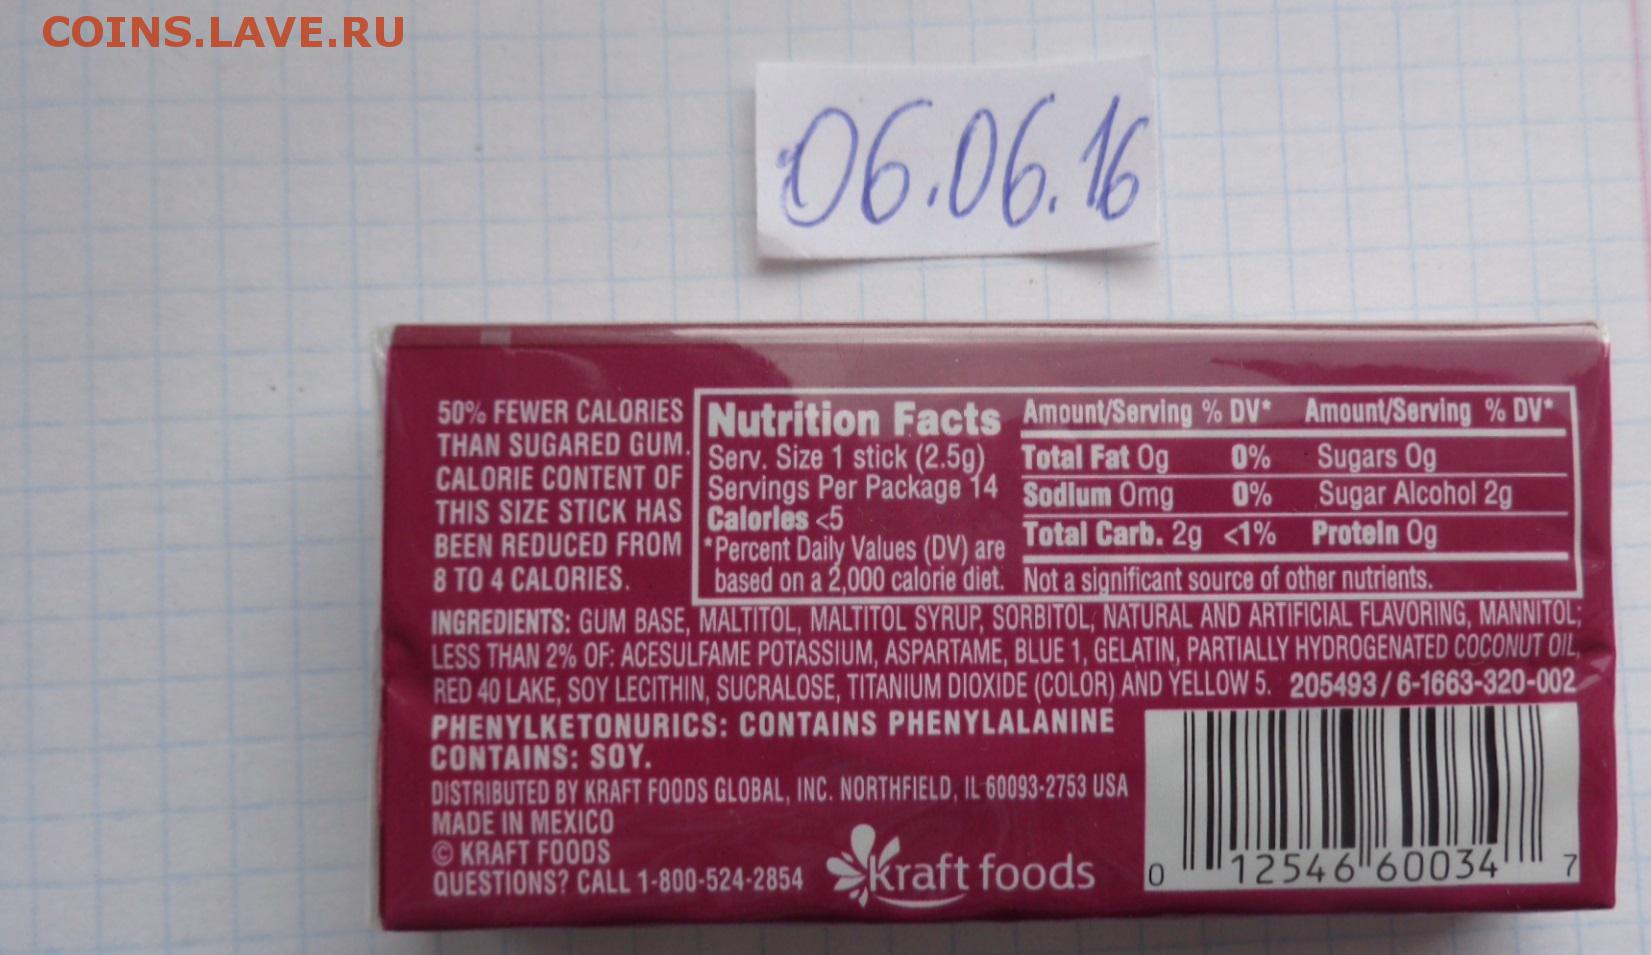 COINS.LAVE.RU
06.06.16
50% FEWER CALORIES
THAN SUGARED GUM.
CALORIE CONTENT OF
THIS SIZE STICK HAS
BEEN REDUCED FROM
8 TO 4 CALORIES.
Nutrition Facts
Serv. Size 1 stick (2.5g)
Servings Per Package 14
Calories <5
*Percent Daily Values (DV) are
based on a 2,000 calorie diet.
Amount/Serving % DV* Amount/Serving % DV*
Total Fat 0g 0% Sugars 0g
Sodium 0mg 0% Sugar Alcohol 2g
Total Carb. 2g <1% Protein 0g
Not a significant source of other nutrients.
INGREDIENTS: GUM BASE, MALTITOL, MALTITOL SYRUP, SORBITOL, NATURAL AND ARTIFICIAL FLAVORING, MANNITOL;
LESS THAN 2% OF: ACESULFAME POTASSIUM, ASPARTAME, BLUE 1, GELATIN, PARTIALLY HYDROGENATED COCONUT OIL,
RED 40 LAKE, SOY LECITHIN, SUCRALOSE, TITANIUM DIOXIDE (COLOR) AND YELLOW 5. 205493 / 6-1663-320-002
PHENYLKETONURICS: CONTAINS PHENYLALANINE
CONTAINS: SOY.
DISTRIBUTED BY KRAFT FOODS GLOBAL, INC. NORTHFIELD, IL 60093-2753 USA
MADE IN MEXICO
© KRAFT FOODS
QUESTIONS? CALL 1-800-524-2854
kraft foods
0 12546 60034 7